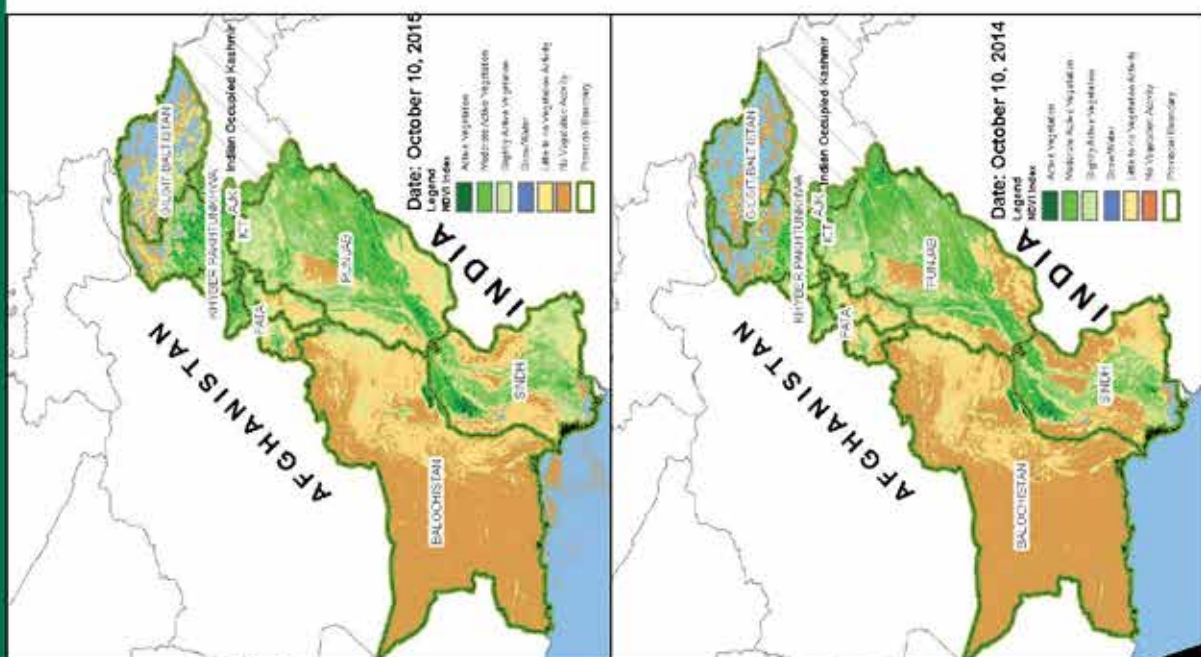 Date: October 10, 2015
Legend
NDVI Index
Active Vegetation
Moderate Active Vegetation
Slightly Active Vegetation
Snow/Water
Little to no Vegetation Activity
No Vegetation Activity
Provincial Boundary
GILGIT-BALTISTAN
KHYBER PAKHTUNKHWA
AJK
Indian Occupied Kashmir
ICT
FATA
PUNJAB
AFGHANISTAN
INDIA
BALOCHISTAN
SINDH
Date: October 10, 2014
Legend
NDVI Index
Active Vegetation
Moderate Active Vegetation
Slightly Active Vegetation
Snow/Water
Little to no Vegetation Activity
No Vegetation Activity
Provincial Boundary
GILGIT-BALTISTAN
KHYBER PAKHTUNKHWA
AJK
Indian Occupied Kashmir
ICT
FATA
PUNJAB
AFGHANISTAN
INDIA
BALOCHISTAN
SINDH